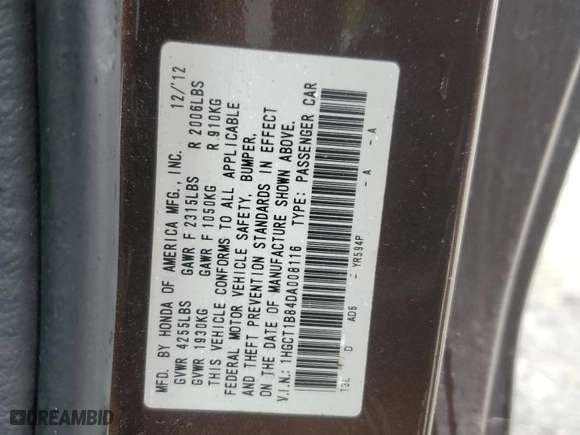 MFD. BY HONDA OF AMERICA MFG., INC. 12/12
GVWR 4255LBS GAWR F 2315LBS R 2006LBS
GVWR 1930KG GAWR F 1050KG R 910KG
THIS VEHICLE CONFORMS TO ALL APPLICABLE
FEDERAL MOTOR VEHICLE SAFETY, BUMPER,
AND THEFT PREVENTION STANDARDS IN EFFECT
ON THE DATE OF MANUFACTURE SHOWN ABOVE.
V.I.N.: 1HGCT1B84DA008116 TYPE: PASSENGER CAR
T3L D AD6 - YR594P - A - A
DREAMBID